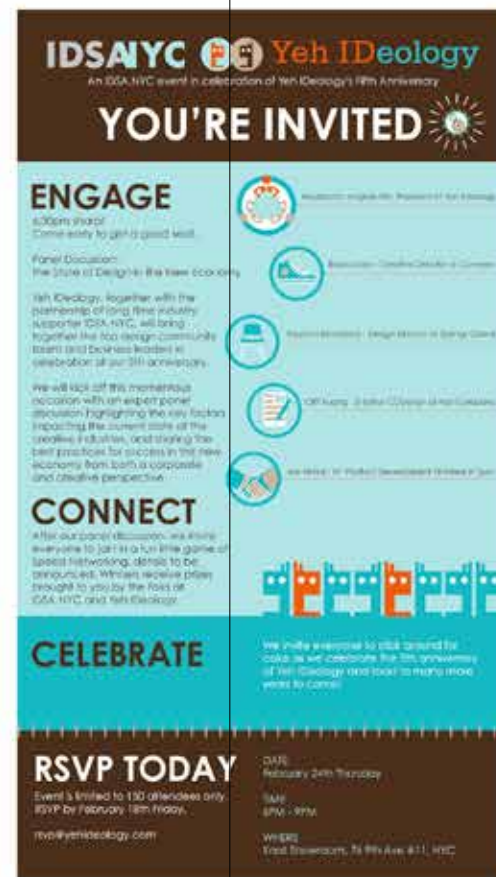 IDSANYC Yeh IDeology
An IDSA NYC event in celebration of Yeh IDeology's Fifth Anniversary
YOU'RE INVITED
ENGAGE
6:30pm sharp!
Come early to get a good seat.
Panel Discussion:
The State of Design in the New Economy
Yeh IDeology, together with the
partnership of long time industry
supporter IDSA NYC, will bring
together the top design community
talent and business leaders in
celebration of our 5th anniversary.
We will kick off this momentous
occasion with an expert panel
discussion highlighting the key factors
impacting the current state of the
creative industries, and sharing the
best practices for success in the new
economy from both a corporate
and creative perspective.
CONNECT
After our panel discussion, we invite
everyone to join in a fun little game of
Speed Networking, details to be
announced. Winners receive prizes
brought to you by the folks at
IDSA NYC and Yeh IDeology.
CELEBRATE
We invite everyone to stick around for
cake as we celebrate the 5th anniversary
of Yeh IDeology and toast to many more
years to come!
RSVP TODAY
Event is limited to 150 attendees only.
RSVP by February 18th Friday.
rsvp@yehideology.com
DATE:
February 24th Thursday
TIME:
6PM - 9PM
WHERE:
Showroom, 76 9th Ave, NYC